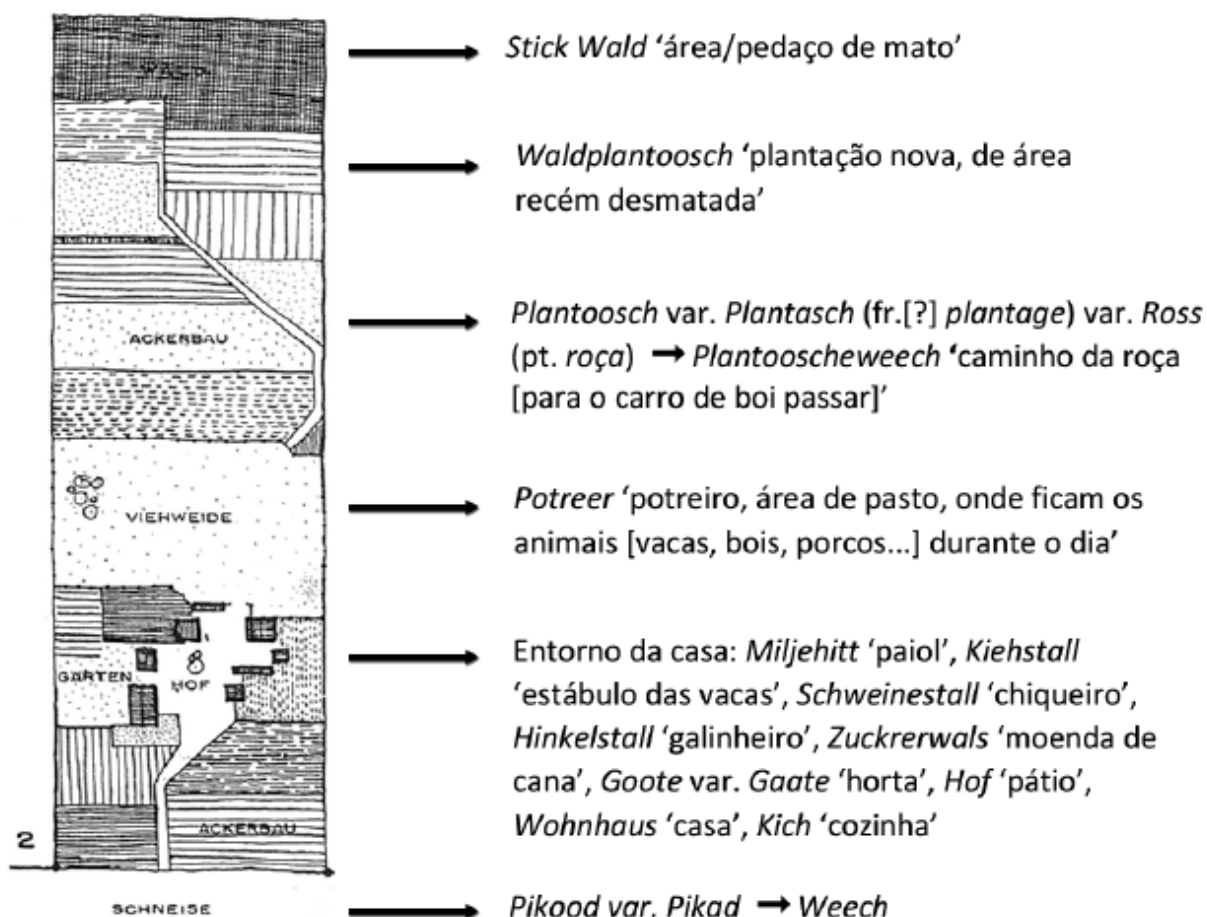 WALD
Stick Wald ‘área/pedaço de mato’
Waldplantoosch ‘plantação nova, de área
recém desmatada’
ACKERBAU
Plantoosch var. Plantasch (fr.[?] plantage) var. Ross
(pt. roça) → Plantooscheweech ‘caminho da roça
[para o carro de boi passar]’
VIEHWEIDE
Potreer ‘potreiro, área de pasto, onde ficam os
animais [vacas, bois, porcos...] durante o dia’
GARTEN
HOF
Entorno da casa: Miljehitt ‘paiol’, Kiehstall
‘estábulo das vacas’, Schweinestall ‘chiqueiro’,
Hinkelstall ‘galinheiro’, Zuckrerwals ‘moenda de
cana’, Goote var. Gaate ‘horta’, Hof ‘pátio’,
Wohnhaus ‘casa’, Kich ‘cozinha’
ACKERBAU
2
SCHNEISE
Pikood var. Pikad → Weech